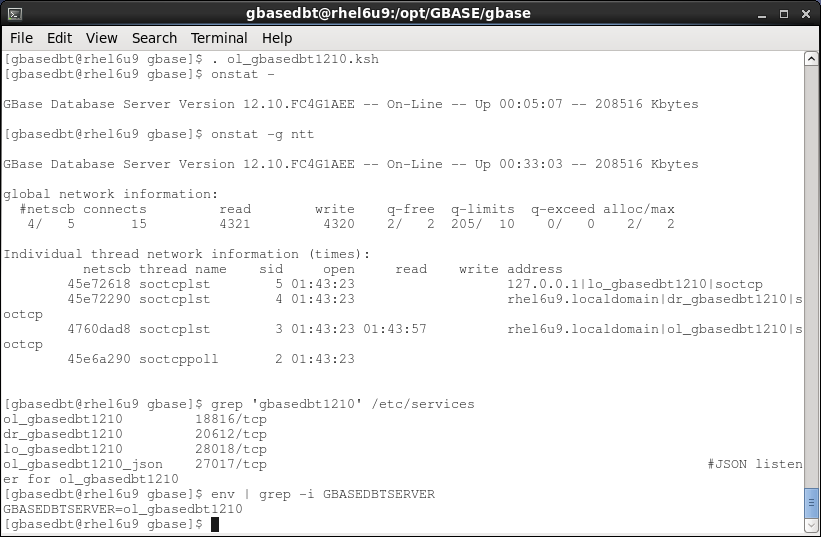 gbasedbt@rhel6u9:/opt/GBASE/gbase
File Edit View Search Terminal Help
[gbasedbt@rhel6u9 gbase]$ . ol_gbasedbt1210.ksh
[gbasedbt@rhel6u9 gbase]$ onstat -
GBase Database Server Version 12.10.FC4G1AEE -- On-Line -- Up 00:05:07 -- 208516 Kbytes
[gbasedbt@rhel6u9 gbase]$ onstat -g ntt
GBase Database Server Version 12.10.FC4G1AEE -- On-Line -- Up 00:33:03 -- 208516 Kbytes
global network information:
  #netscb connects         read        write    q-free  q-limits  q-exceed alloc/max
   4/   5       15         4321         4320    2/   2  205/  10    0/   0    2/   2
Individual thread network information (times):
          netscb thread name    sid     open     read    write address
        45e72618 soctcplst        5 01:43:23                   127.0.0.1|lo_gbasedbt1210|soctcp
        45e72290 soctcplst        4 01:43:23                   rhel6u9.localdomain|dr_gbasedbt1210|s
octcp
        4760dad8 soctcplst        3 01:43:23 01:43:57          rhel6u9.localdomain|ol_gbasedbt1210|s
octcp
        45e6a290 soctcppoll       2 01:43:23
[gbasedbt@rhel6u9 gbase]$ grep 'gbasedbt1210' /etc/services
ol_gbasedbt1210         18816/tcp
dr_gbasedbt1210         20612/tcp
lo_gbasedbt1210         28018/tcp
ol_gbasedbt1210_json    27017/tcp                                                       #JSON listen
er for ol_gbasedbt1210
[gbasedbt@rhel6u9 gbase]$ env | grep -i GBASEDBTSERVER
GBASEDBTSERVER=ol_gbasedbt1210
[gbasedbt@rhel6u9 gbase]$